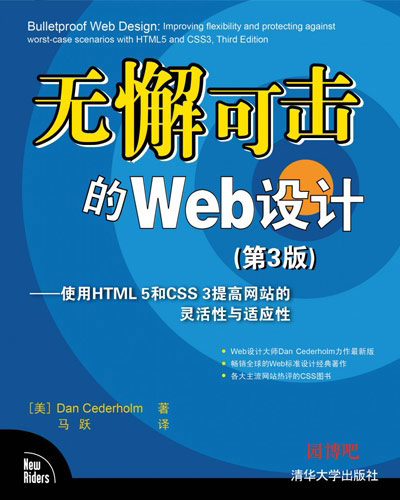 Bulletproof Web Design: Improving flexibility and protecting against
worst-case scenarios with HTML5 and CSS3, Third Edition
无懈可击
的Web设计
(第3版)
——使用HTML 5和CSS 3提高网站的
灵活性与适应性
• Web设计大师Dan Cederholm力作最新版
• 畅销全球的Web标准设计经典著作
• 各大主流网站热评的CSS图书
[美] Dan Cederholm 著
马 跃 译
New
Riders
园博吧
清华大学出版社